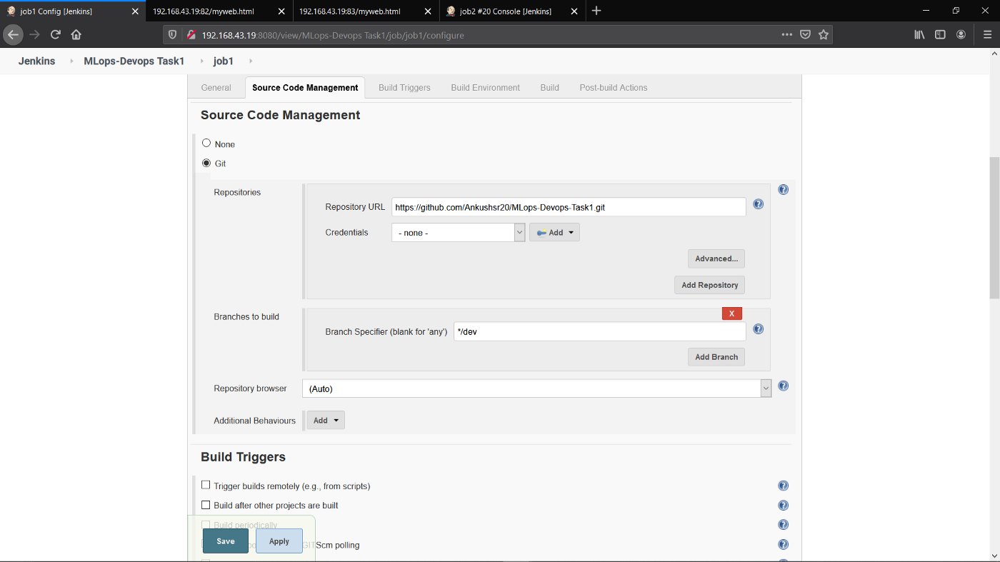 job1 Config [Jenkins]
192.168.43.19:82/myweb.html
192.168.43.19:83/myweb.html
job2 #20 Console [Jenkins]
192.168.43.19:8080/view/MLops-Devops Task1/job/job1/configure
Jenkins MLops-Devops Task1 job1
General Source Code Management Build Triggers Build Environment Build Post-build Actions
Source Code Management
None
Git
Repositories
Repository URL https://github.com/Ankushsr20/MLops-Devops-Task1.git
Credentials - none - Add
Advanced...
Add Repository
Branches to build
X
Branch Specifier (blank for 'any') */dev
Add Branch
Repository browser (Auto)
Additional Behaviours Add
Build Triggers
Trigger builds remotely (e.g., from scripts)
Build after other projects are built
Build periodically
GITScm polling
Save Apply